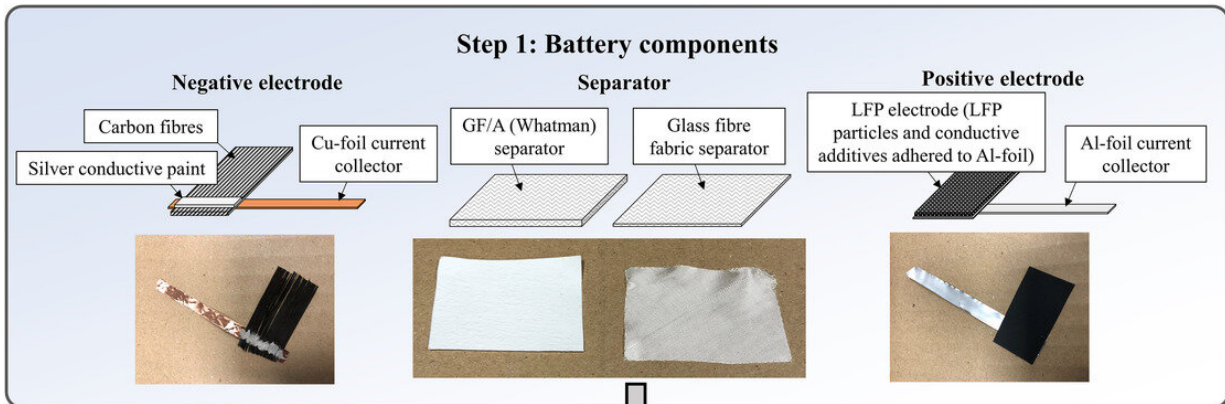 Step 1: Battery components
Negative electrode
Separator
Positive electrode
Carbon fibres
Silver conductive paint
Cu-foil current
collector
GF/A (Whatman)
separator
Glass fibre
fabric separator
LFP electrode (LFP
particles and conductive
additives adhered to Al-foil)
Al-foil current
collector